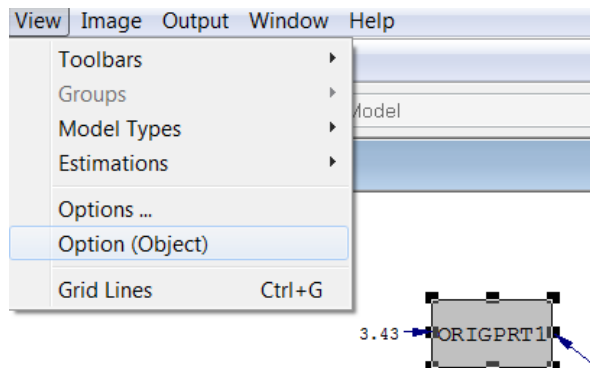 View Image Output Window Help
Toolbars
Groups
Model
Model Types
Estimations
Options ...
Option (Object)
Grid Lines Ctrl+G
3.43 ORIGPRT1